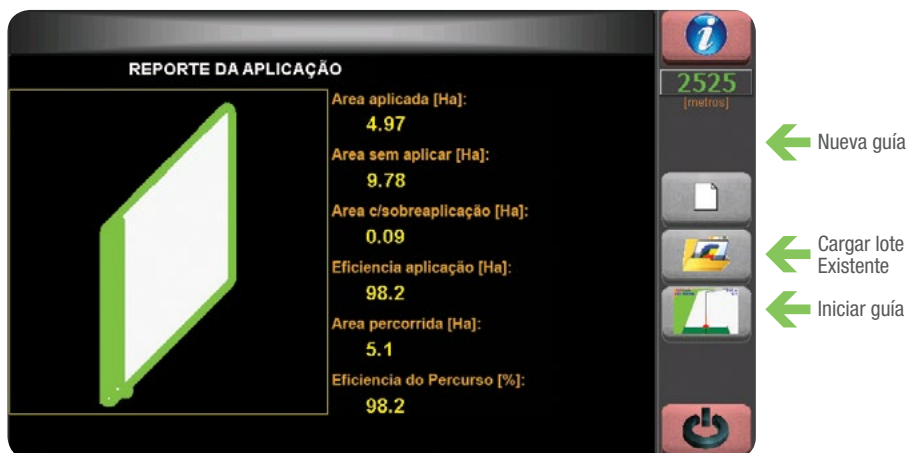 REPORTE DA APLICAÇÃO
Area aplicada [Ha]:
4.97
Area sem aplicar [Ha]:
9.78
Area c/sobreaplicação [Ha]:
0.09
Eficiencia aplicação [Ha]:
98.2
Area percorrida [Ha]:
5.1
Eficiencia do Percurso [%]:
98.2
i
2525
[metros]
Nueva guía
Cargar lote
Existente
Iniciar guía